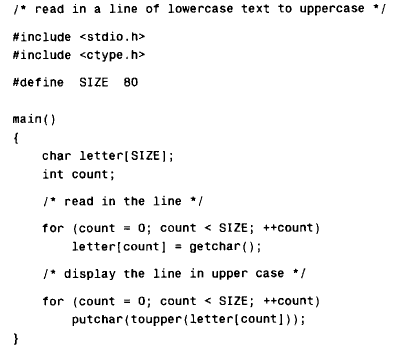 /* read in a line of lowercase text to uppercase */
#include <stdio.h>
#include <ctype.h>
#define SIZE 80
main()
{
char letter[SIZE];
int count;
/* read in the line */
for (count = 0; count < SIZE; ++count)
letter[count] = getchar();
/* display the line in upper case */
for (count = 0; count < SIZE; ++count)
putchar(toupper(letter[count]));
}